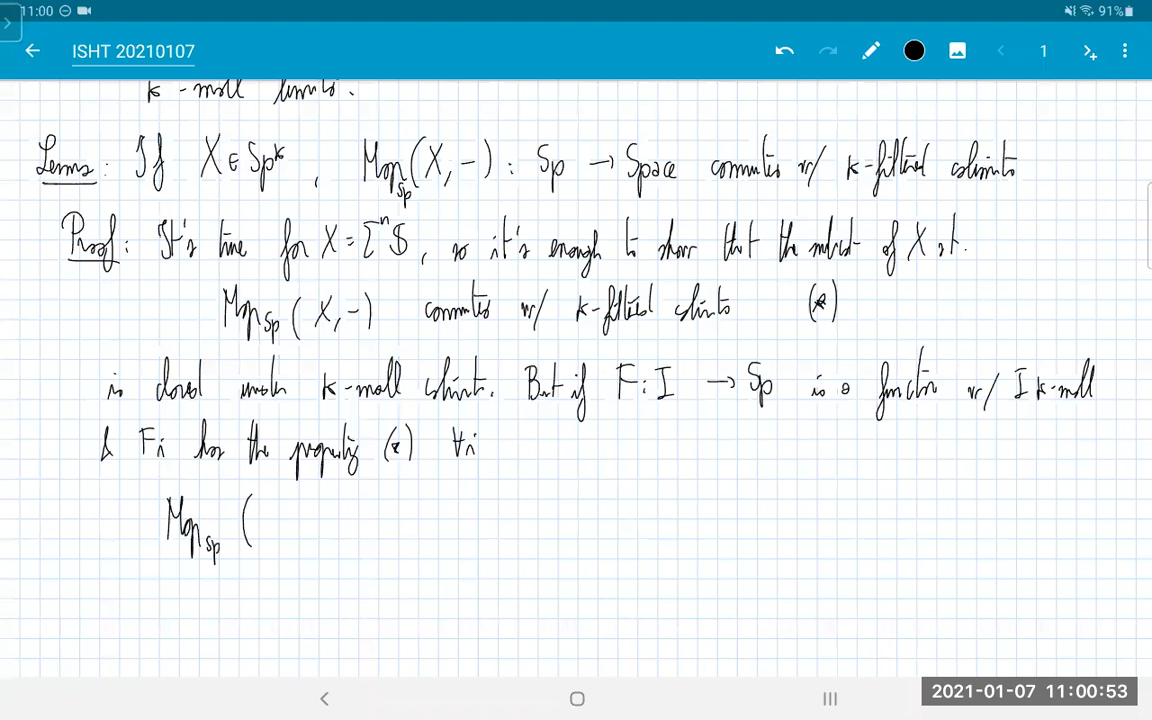 11:00
91%
ISHT 20210107
1
κ-small limits.
Lemma: If X ∈ Sp^κ, Map_Sp(X, -): Sp → Space commutes w/ κ-filtered colimits
Proof: It's true for X = Σ^n 𝕊, so it's enough to show that the subcat of X st.
Map_Sp(X, -) commutes w/ κ-filtered colimits (*)
is closed under κ-small colimits. But if F: I → Sp is a functor w/ I κ-small
& Fi has the property (*) ∀i
Map_Sp (
2021-01-07 11:00:53